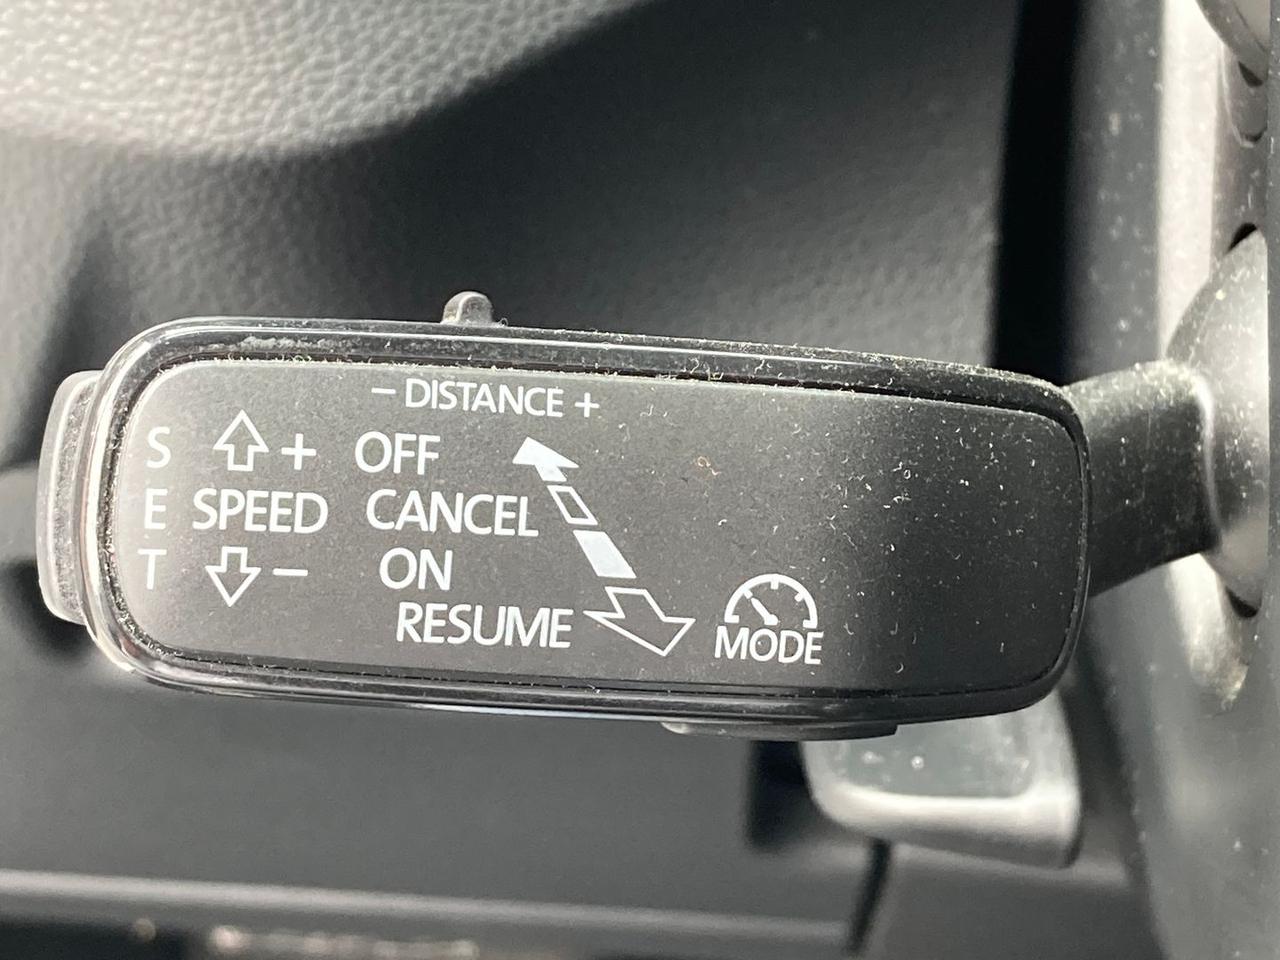 – DISTANCE +
S + OFF
E SPEED CANCEL
T – ON
RESUME
MODE